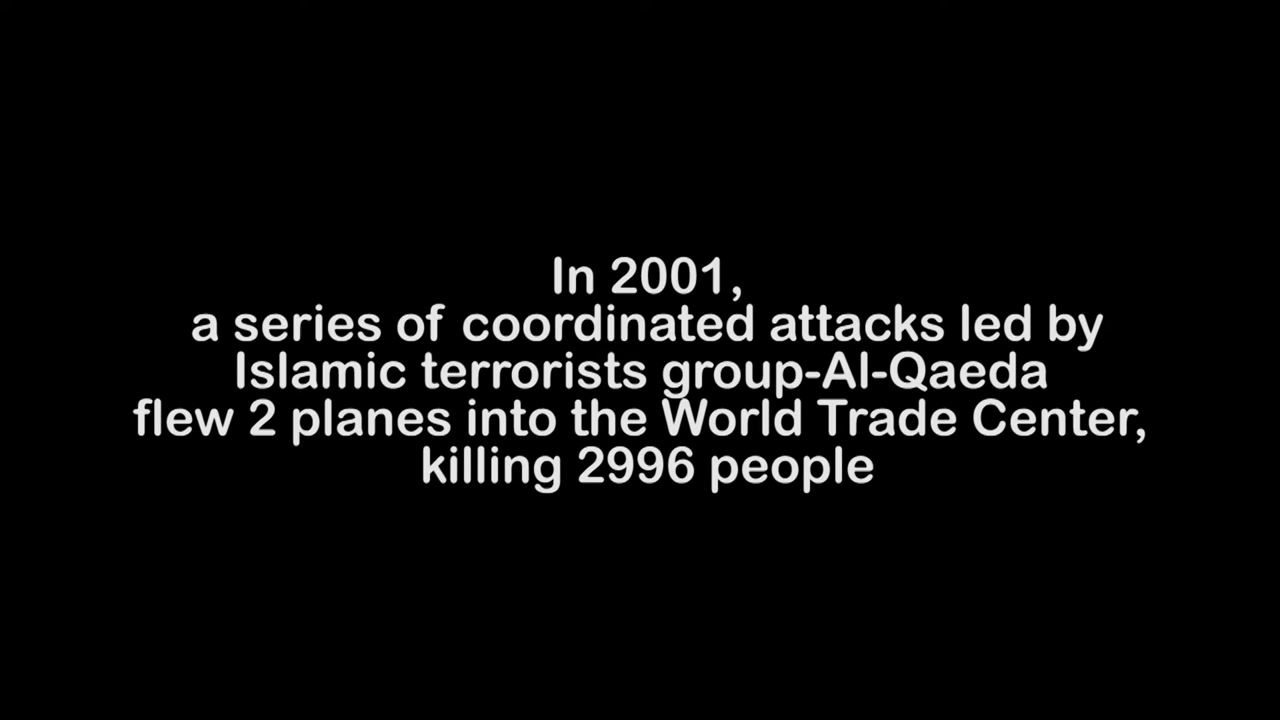 In 2001,
a series of coordinated attacks led by
Islamic terrorists group-Al-Qaeda
flew 2 planes into the World Trade Center,
killing 2996 people